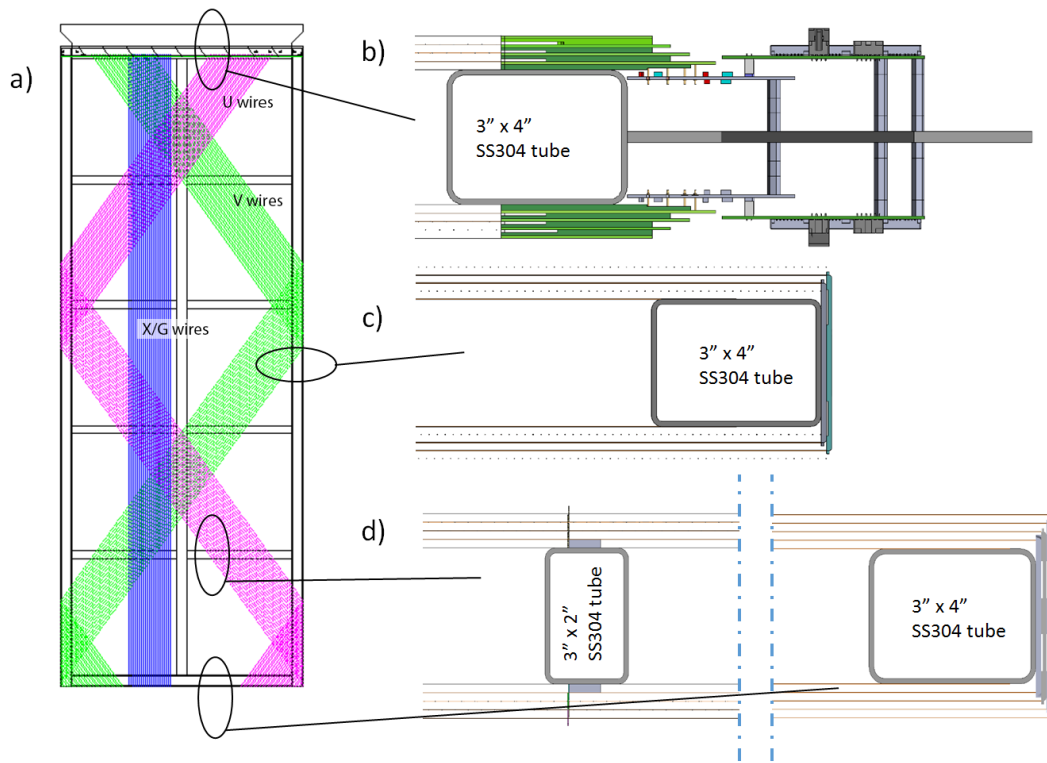 a)
U wires
V wires
X/G wires
b)
3” x 4”
SS304 tube
c)
3” x 4”
SS304 tube
d)
3” x 2”
SS304 tube
3” x 4”
SS304 tube